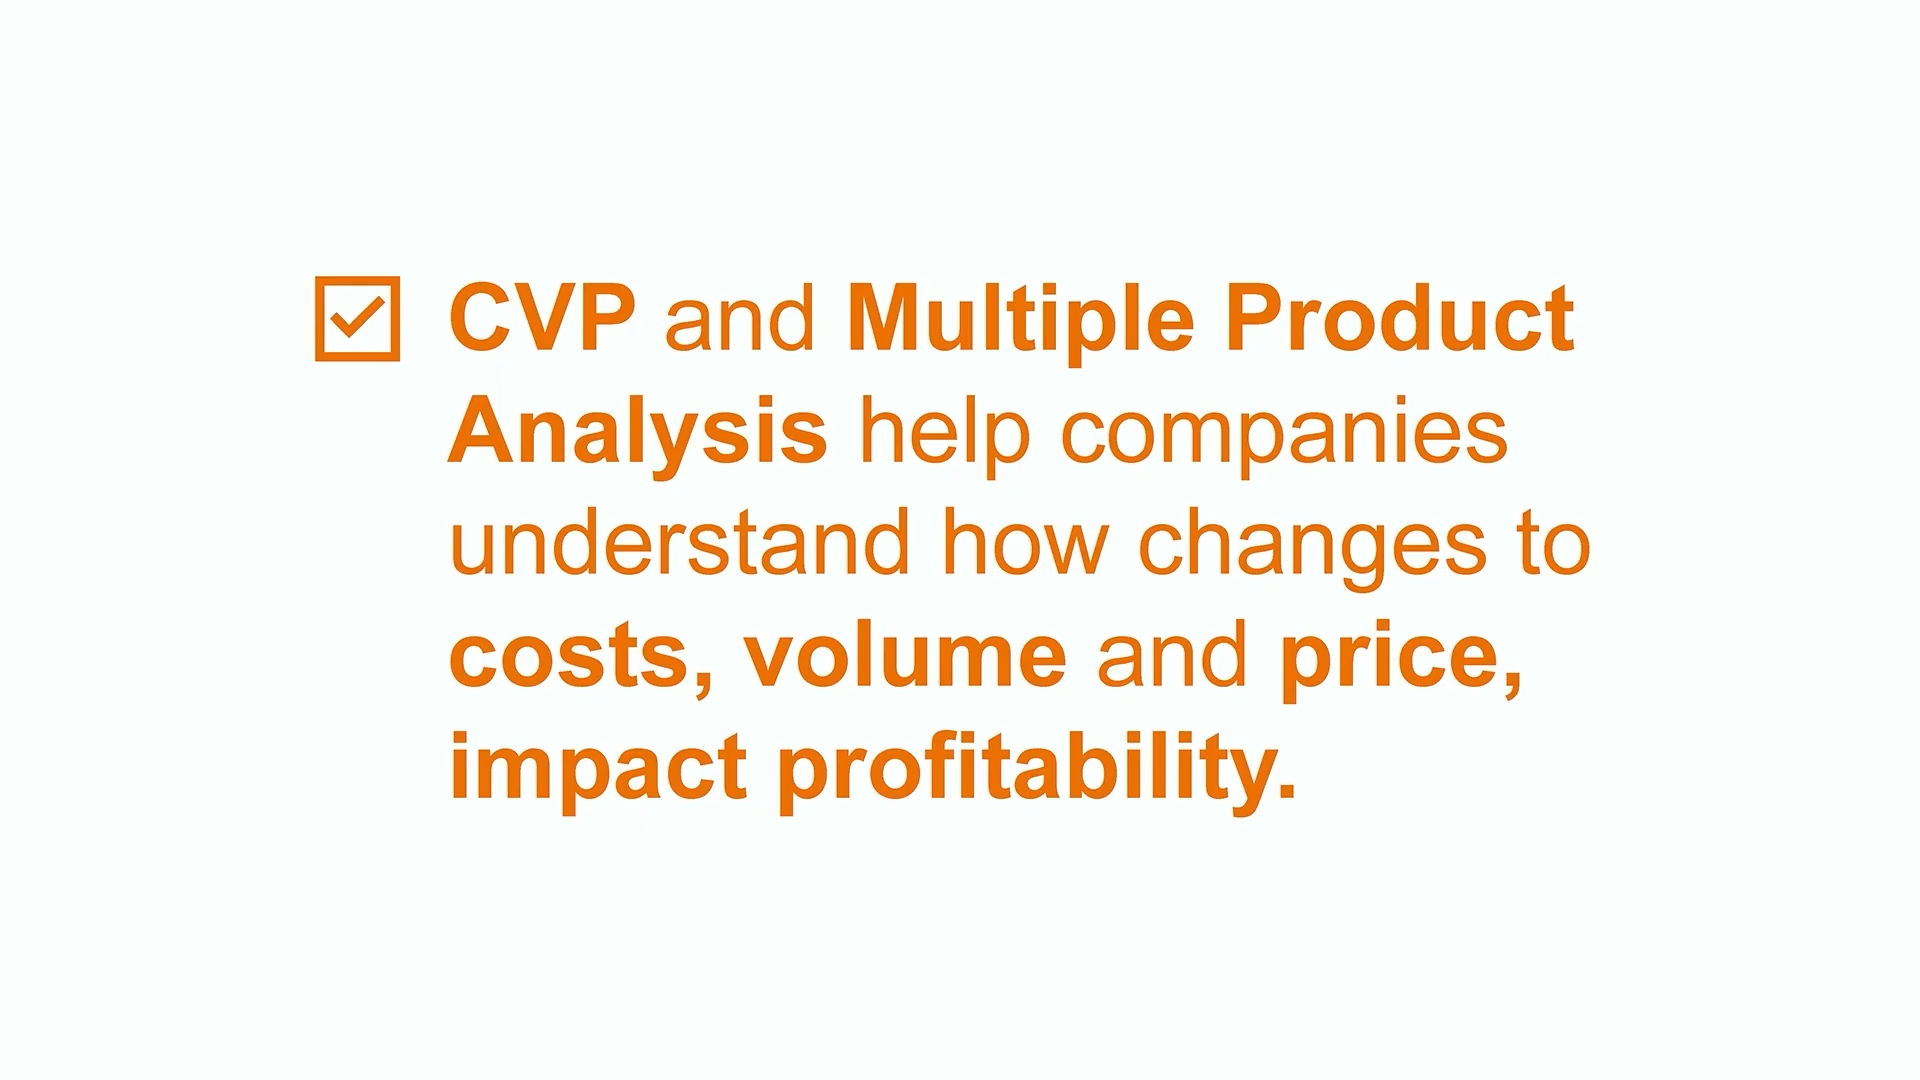 CVP and Multiple Product
Analysis help companies
understand how changes to
costs, volume and price,
impact profitability.